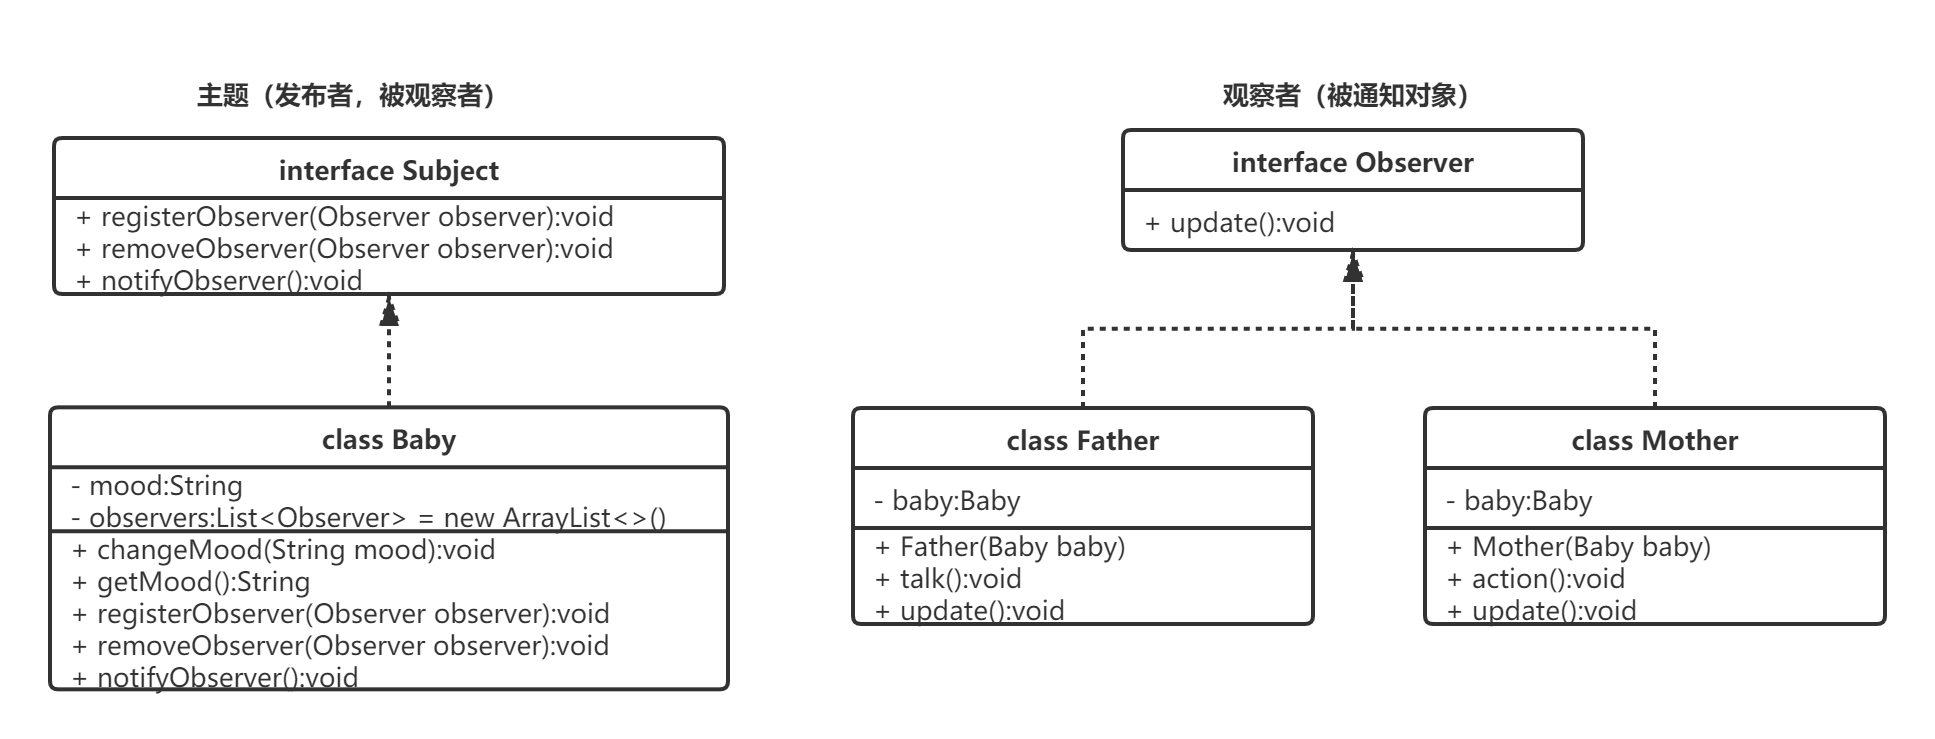 主题（发布者，被观察者）
interface Subject
+ registerObserver(Observer observer):void
+ removeObserver(Observer observer):void
+ notifyObserver():void
class Baby
- mood:String
- observers:List<Observer> = new ArrayList<>()
+ changeMood(String mood):void
+ getMood():String
+ registerObserver(Observer observer):void
+ removeObserver(Observer observer):void
+ notifyObserver():void
观察者（被通知对象）
interface Observer
+ update():void
class Father
- baby:Baby
+ Father(Baby baby)
+ talk():void
+ update():void
class Mother
- baby:Baby
+ Mother(Baby baby)
+ action():void
+ update():void